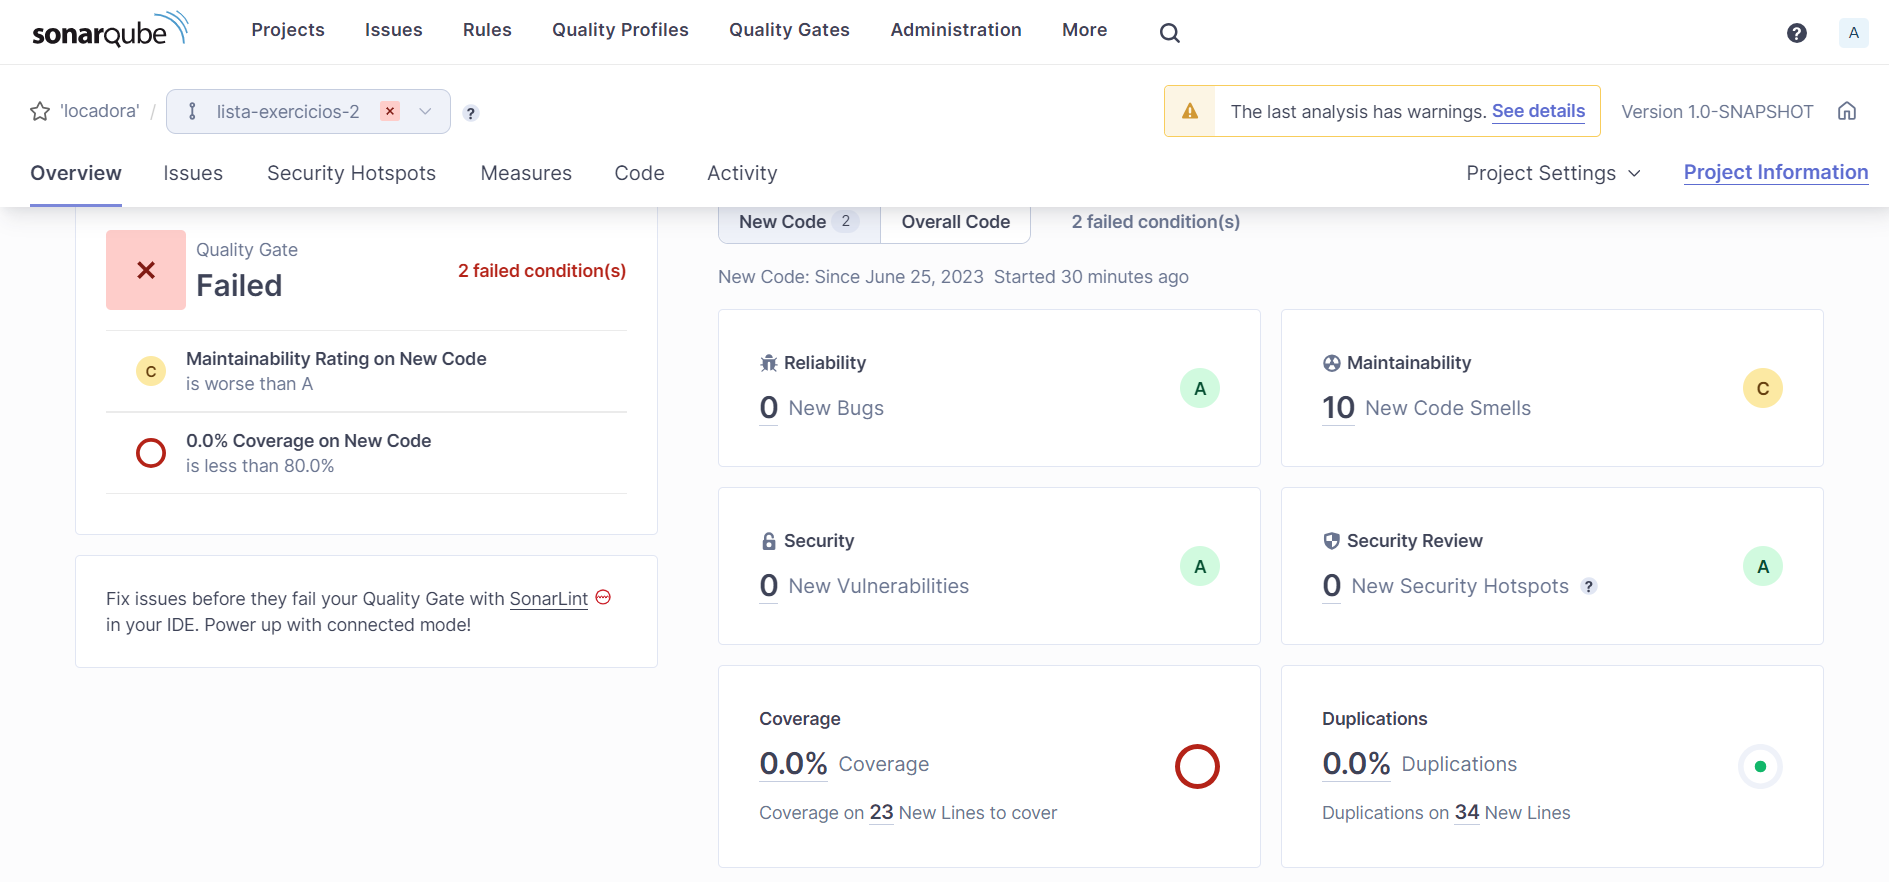 sonarqube Projects Issues Rules Quality Profiles Quality Gates Administration More ? A
'locadora' / lista-exercicios-2 ? The last analysis has warnings. See details Version 1.0-SNAPSHOT
Overview Issues Security Hotspots Measures Code Activity Project Settings Project Information
Quality Gate
Failed
2 failed condition(s)
C Maintainability Rating on New Code
is worse than A
0.0% Coverage on New Code
is less than 80.0%
Fix issues before they fail your Quality Gate with SonarLint
in your IDE. Power up with connected mode!
New Code 2 Overall Code 2 failed condition(s)
New Code: Since June 25, 2023 Started 30 minutes ago
Reliability
0 New Bugs
A
Maintainability
10 New Code Smells
C
Security
0 New Vulnerabilities
A
Security Review
0 New Security Hotspots ?
A
Coverage
0.0% Coverage
Coverage on 23 New Lines to cover
Duplications
0.0% Duplications
Duplications on 34 New Lines